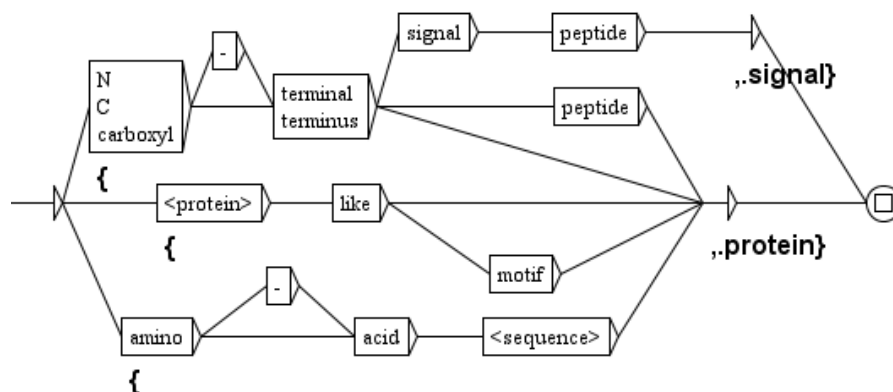 signal peptide
-
,.signal}
N
C
carboxyl
terminal
terminus
peptide
{
<protein> like
{
,.protein}
motif
-
amino acid <sequence>
{